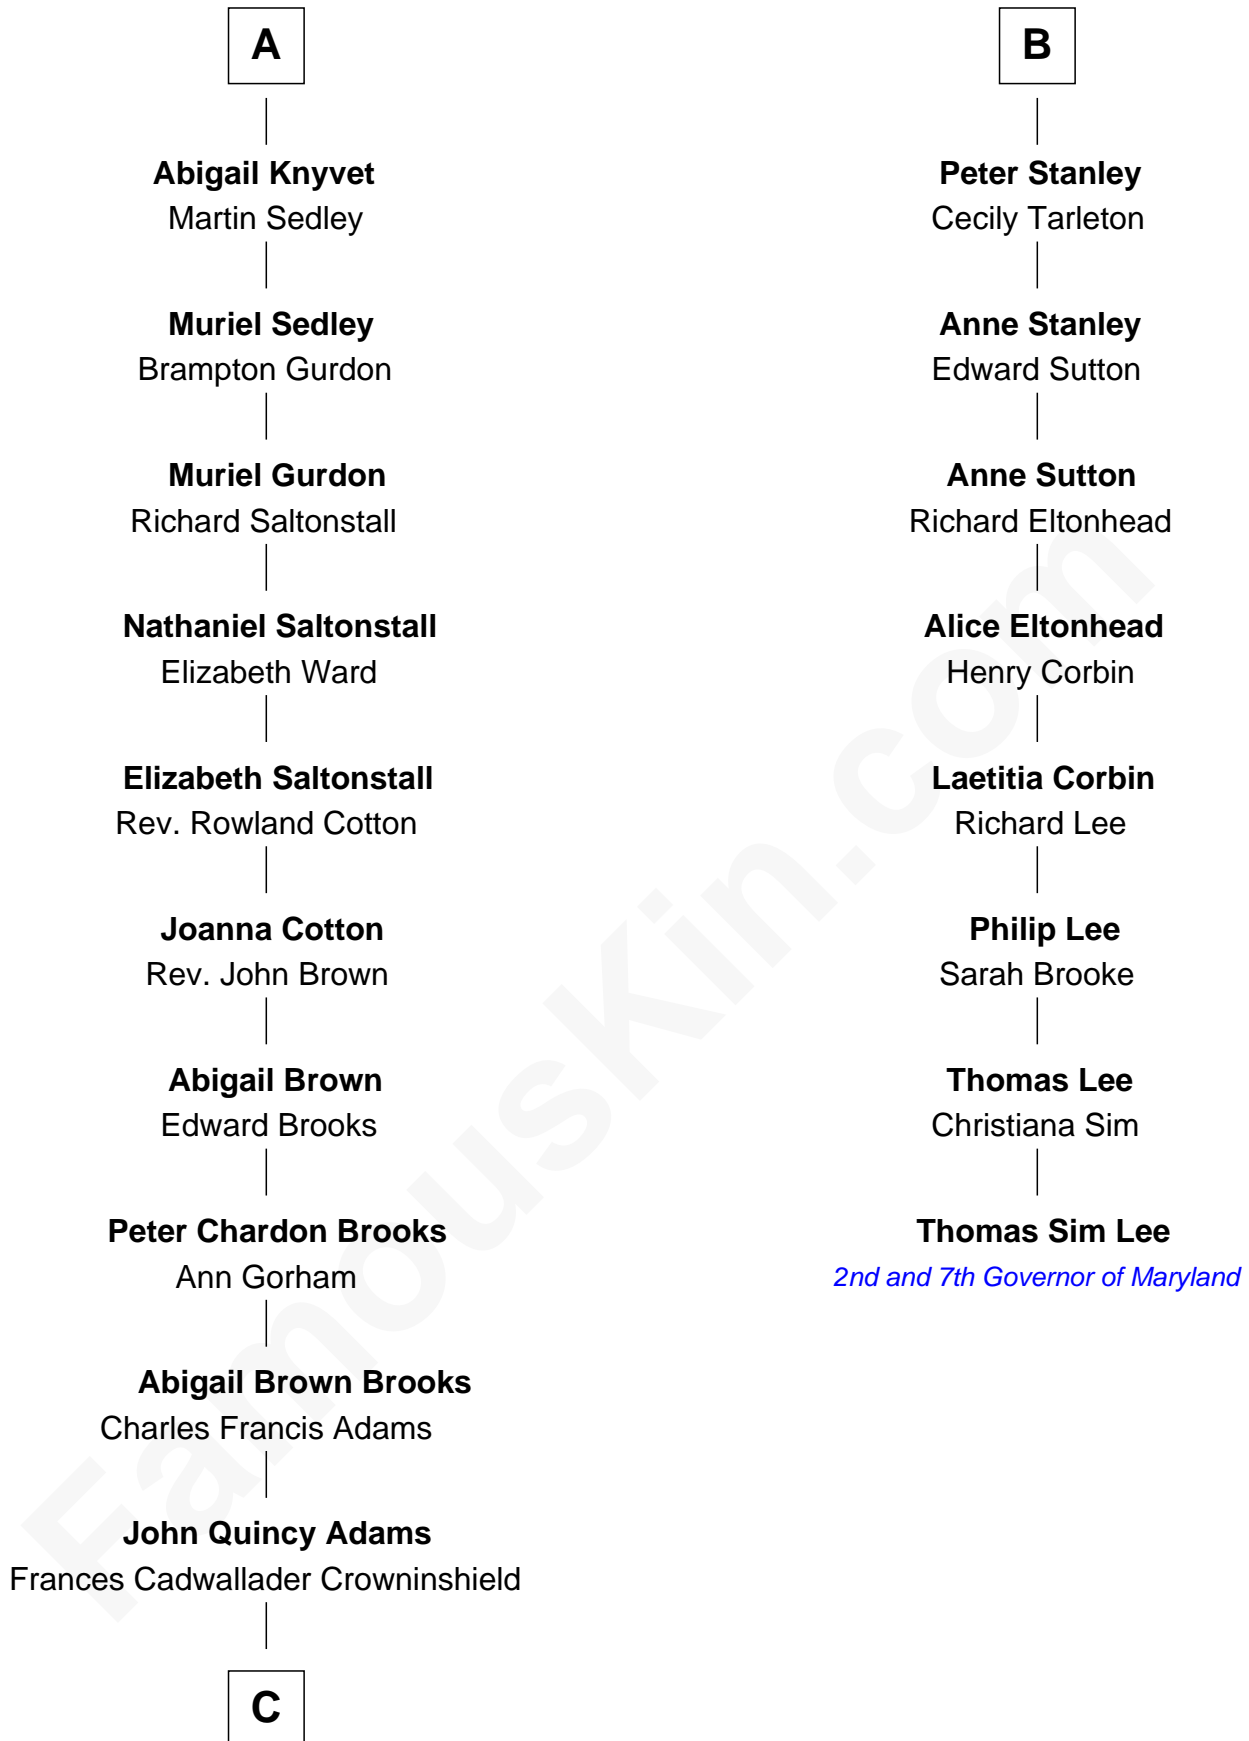 A
Abigail Knyvet
Martin Sedley
Muriel Sedley
Brampton Gurdon
Muriel Gurdon
Richard Saltonstall
Nathaniel Saltonstall
Elizabeth Ward
Elizabeth Saltonstall
Rev. Rowland Cotton
Joanna Cotton
Rev. John Brown
Abigail Brown
Edward Brooks
Peter Chardon Brooks
Ann Gorham
Abigail Brown Brooks
Charles Francis Adams
John Quincy Adams
Frances Cadwallader Crowninshield
C
B
Peter Stanley
Cecily Tarleton
Anne Stanley
Edward Sutton
Anne Sutton
Richard Eltonhead
Alice Eltonhead
Henry Corbin
Laetitia Corbin
Richard Lee
Philip Lee
Sarah Brooke
Thomas Lee
Christiana Sim
Thomas Sim Lee
2nd and 7th Governor of Maryland
FamousKin.com